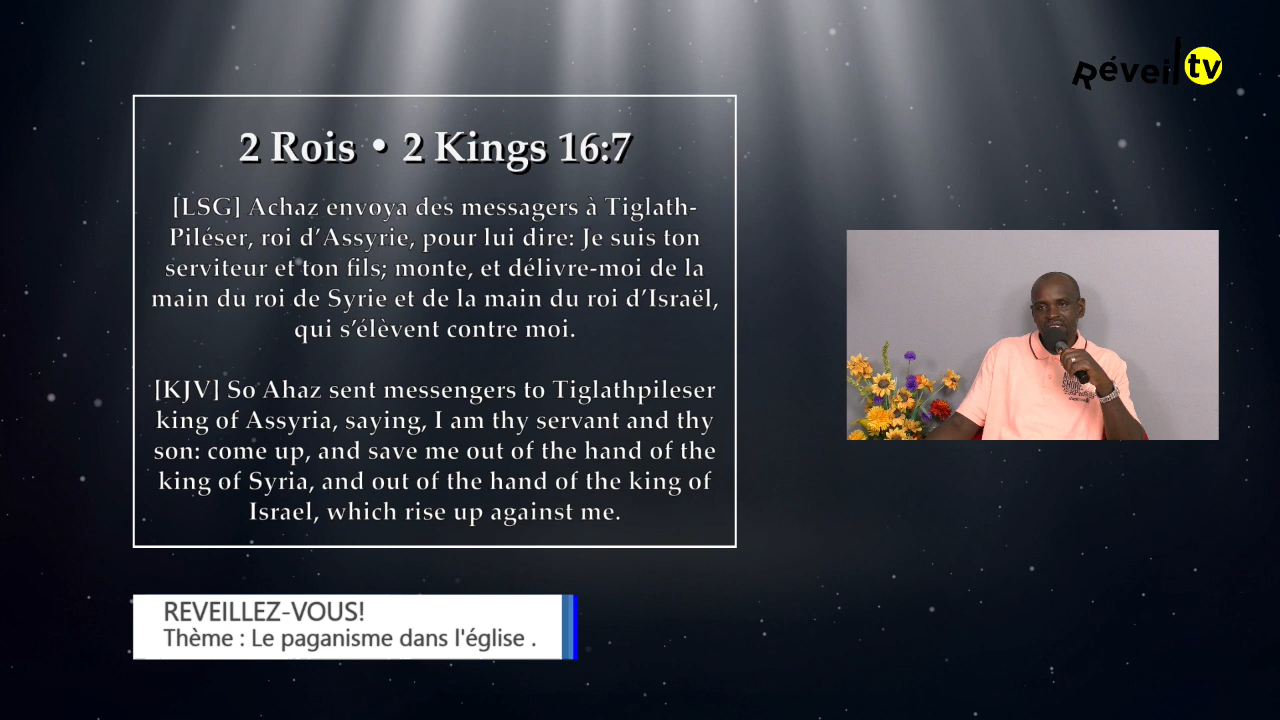 Réveil tv
2 Rois • 2 Kings 16:7
[LSG] Achaz envoya des messagers à Tiglath-
Piléser, roi d’Assyrie, pour lui dire: Je suis ton
serviteur et ton fils; monte, et délivre-moi de la
main du roi de Syrie et de la main du roi d’Israël,
qui s’élèvent contre moi.
[KJV] So Ahaz sent messengers to Tiglathpileser
king of Assyria, saying, I am thy servant and thy
son: come up, and save me out of the hand of the
king of Syria, and out of the hand of the king of
Israel, which rise up against me.
REVEILLEZ-VOUS!
Thème : Le paganisme dans l'église .